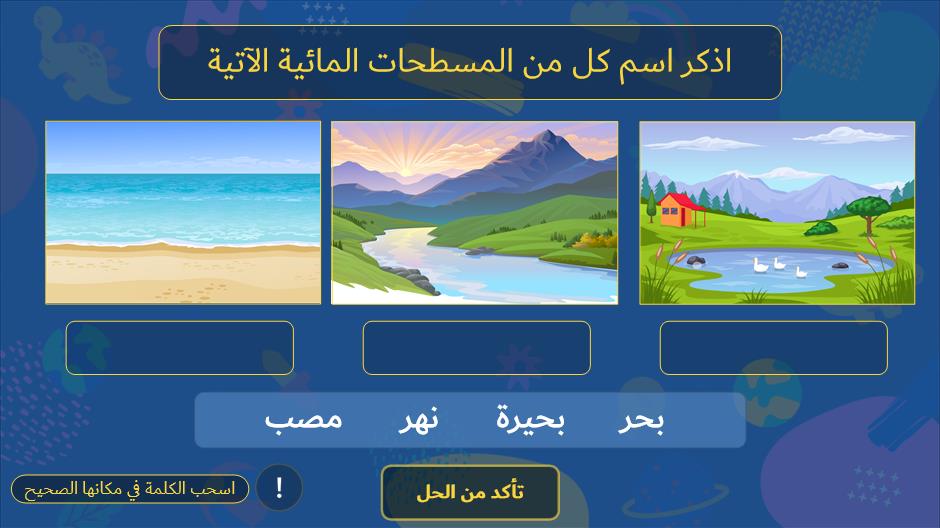 اذكر اسم كل من المسطحات المائية الآتية
بحر بحيرة نهر مصب
تأكد من الحل
!
اسحب الكلمة في مكانها الصحيح